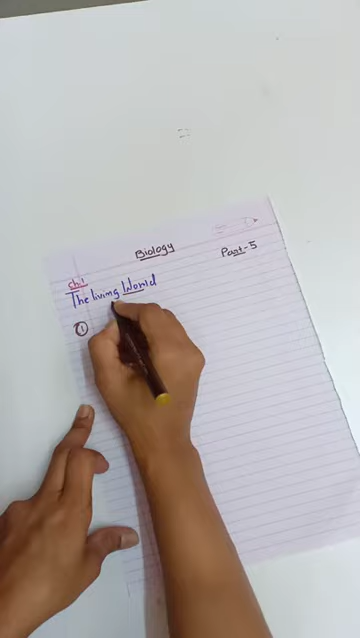 Biology
Part-5
Ch:1
The living World
①